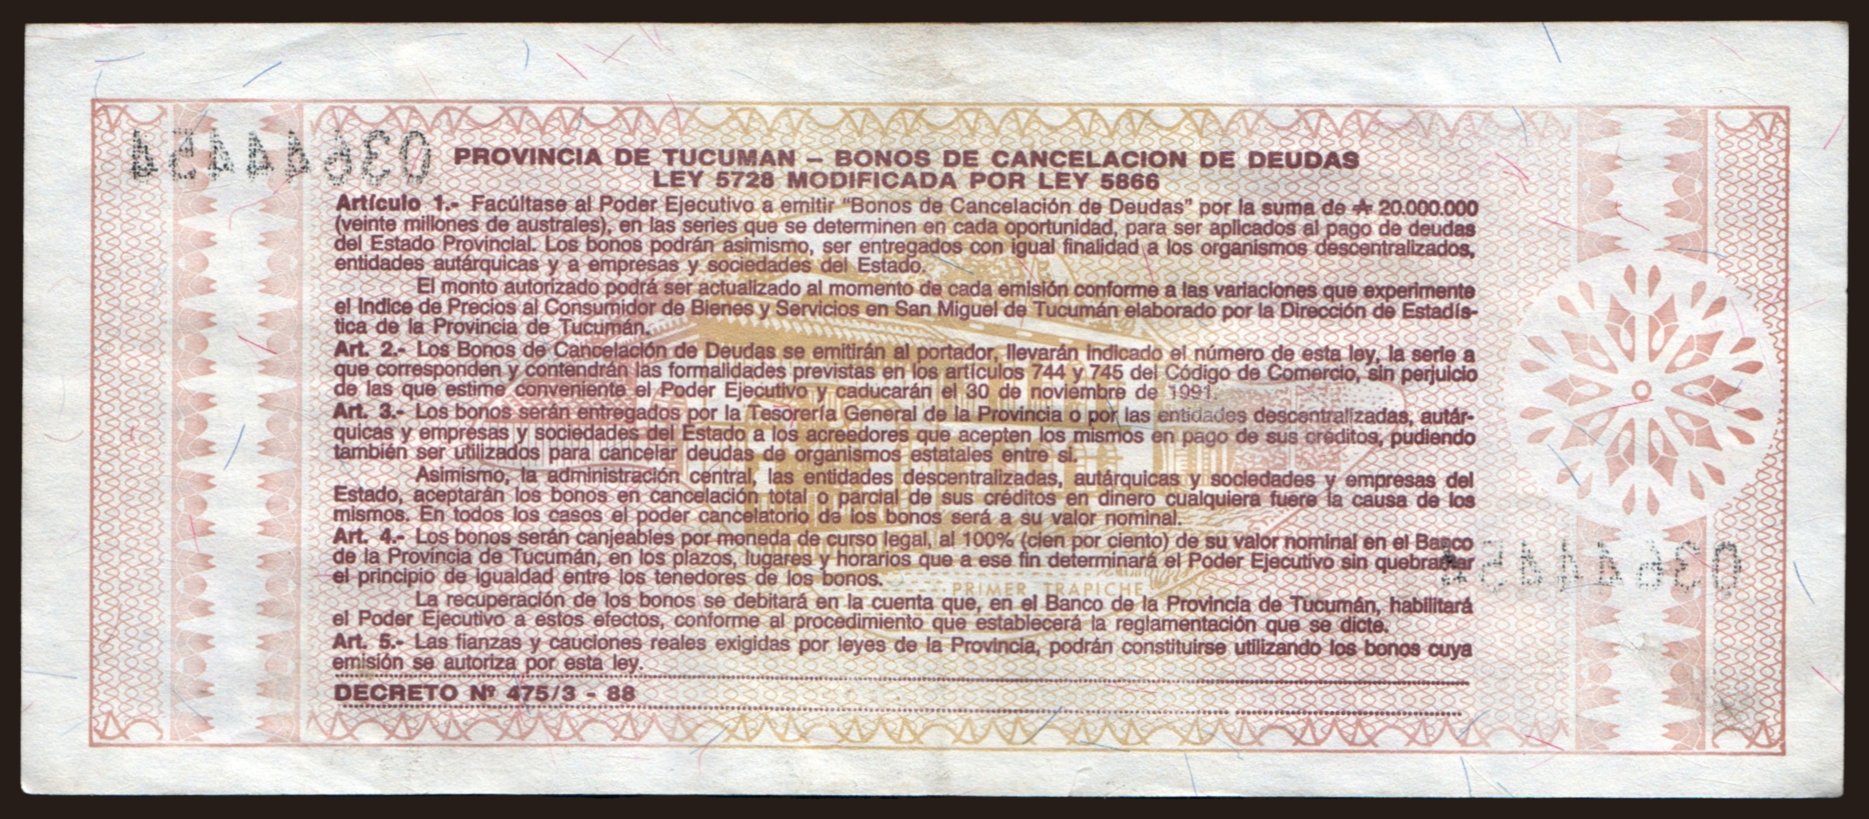 03644454
PROVINCIA DE TUCUMAN – BONOS DE CANCELACION DE DEUDAS
LEY 5728 MODIFICADA POR LEY 5866
Artículo 1.- Facúltase al Poder Ejecutivo a emitir “Bonos de Cancelación de Deudas” por la suma de ₳ 20.000.000
(veinte millones de australes), en las series que se determinen en cada oportunidad, para ser aplicados al pago de deudas
del Estado Provincial. Los bonos podrán asimismo, ser entregados con igual finalidad a los organismos descentralizados,
entidades autárquicas y a empresas y sociedades del Estado.
El monto autorizado podrá ser actualizado al momento de cada emisión conforme a las variaciones que experimente
el Indice de Precios al Consumidor de Bienes y Servicios en San Miguel de Tucumán elaborado por la Dirección de Estadís-
tica de la Provincia de Tucumán.
Art. 2.- Los Bonos de Cancelación de Deudas se emitirán al portador, llevarán indicado el número de esta ley, la serie a
que corresponden y contendrán las formalidades previstas en los artículos 744 y 745 del Código de Comercio, sin perjuicio
de las que estime conveniente el Poder Ejecutivo y caducarán el 30 de noviembre de 1991.
Art. 3.- Los bonos serán entregados por la Tesorería General de la Provincia o por las entidades descentralizadas, autár-
quicas y empresas y sociedades del Estado a los acreedores que acepten los mismos en pago de sus créditos, pudiendo
también ser utilizados para cancelar deudas de organismos estatales entre sí.
Asimismo, la administración central, las entidades descentralizadas, autárquicas y sociedades y empresas del
Estado, aceptarán los bonos en cancelación total o parcial de sus créditos en dinero cualquiera fuere la causa de los
mismos. En todos los casos el poder cancelatorio de los bonos será a su valor nominal.
Art. 4.- Los bonos serán canjeables por moneda de curso legal, al 100% (cien por ciento) de su valor nominal en el Banco
de la Provincia de Tucumán, en los plazos, lugares y horarios que a ese fin determinará el Poder Ejecutivo sin quebrantar
el principio de igualdad entre los tenedores de los bonos.
03644454
PRIMER TRAPICHE
La recuperación de los bonos se debitará en la cuenta que, en el Banco de la Provincia de Tucumán, habilitará
el Poder Ejecutivo a estos efectos, conforme al procedimiento que establecerá la reglamentación que se dicte.
Art. 5.- Las fianzas y cauciones reales exigidas por leyes de la Provincia, podrán constituirse utilizando los bonos cuya
emisión se autoriza por esta ley.
DECRETO Nº 475/3 - 88